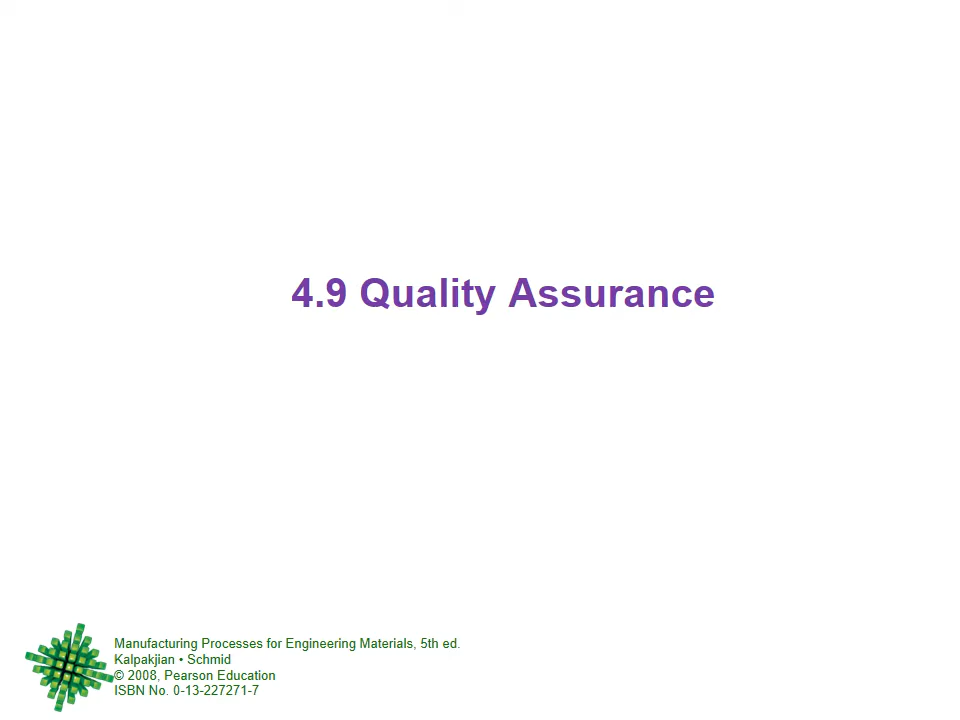 4.9 Quality Assurance
Manufacturing Processes for Engineering Materials, 5th ed.
Kalpakjian • Schmid
© 2008, Pearson Education
ISBN No. 0-13-227271-7